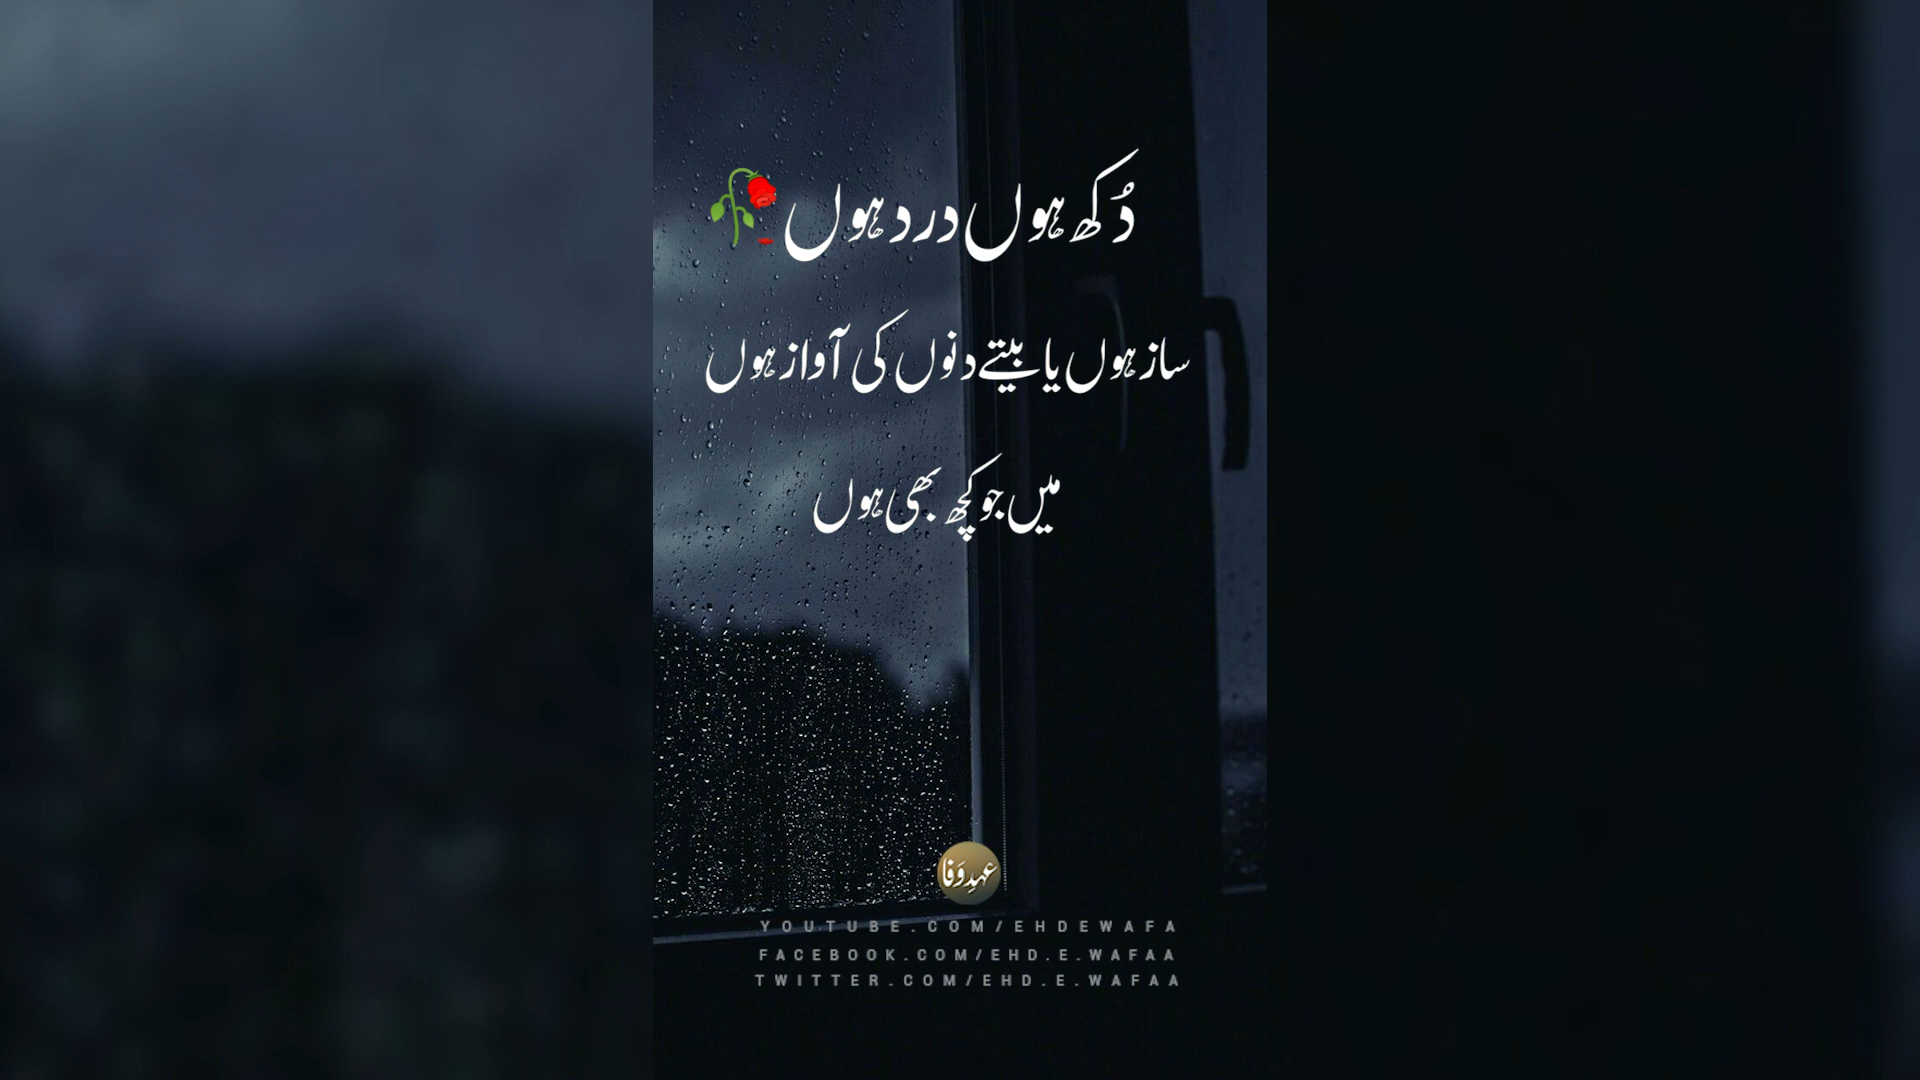 دُکھ ہوں درد ہوں🥀
ساز ہوں یا بیتے دنوں کی آواز ہوں
میں جو کچھ بھی ہوں
عہدِوَفا
YOUTUBE.COM/EHDEWAFA
FACEBOOK.COM/EHD.E.WAFAA
TWITTER.COM/EHD.E.WAFAA